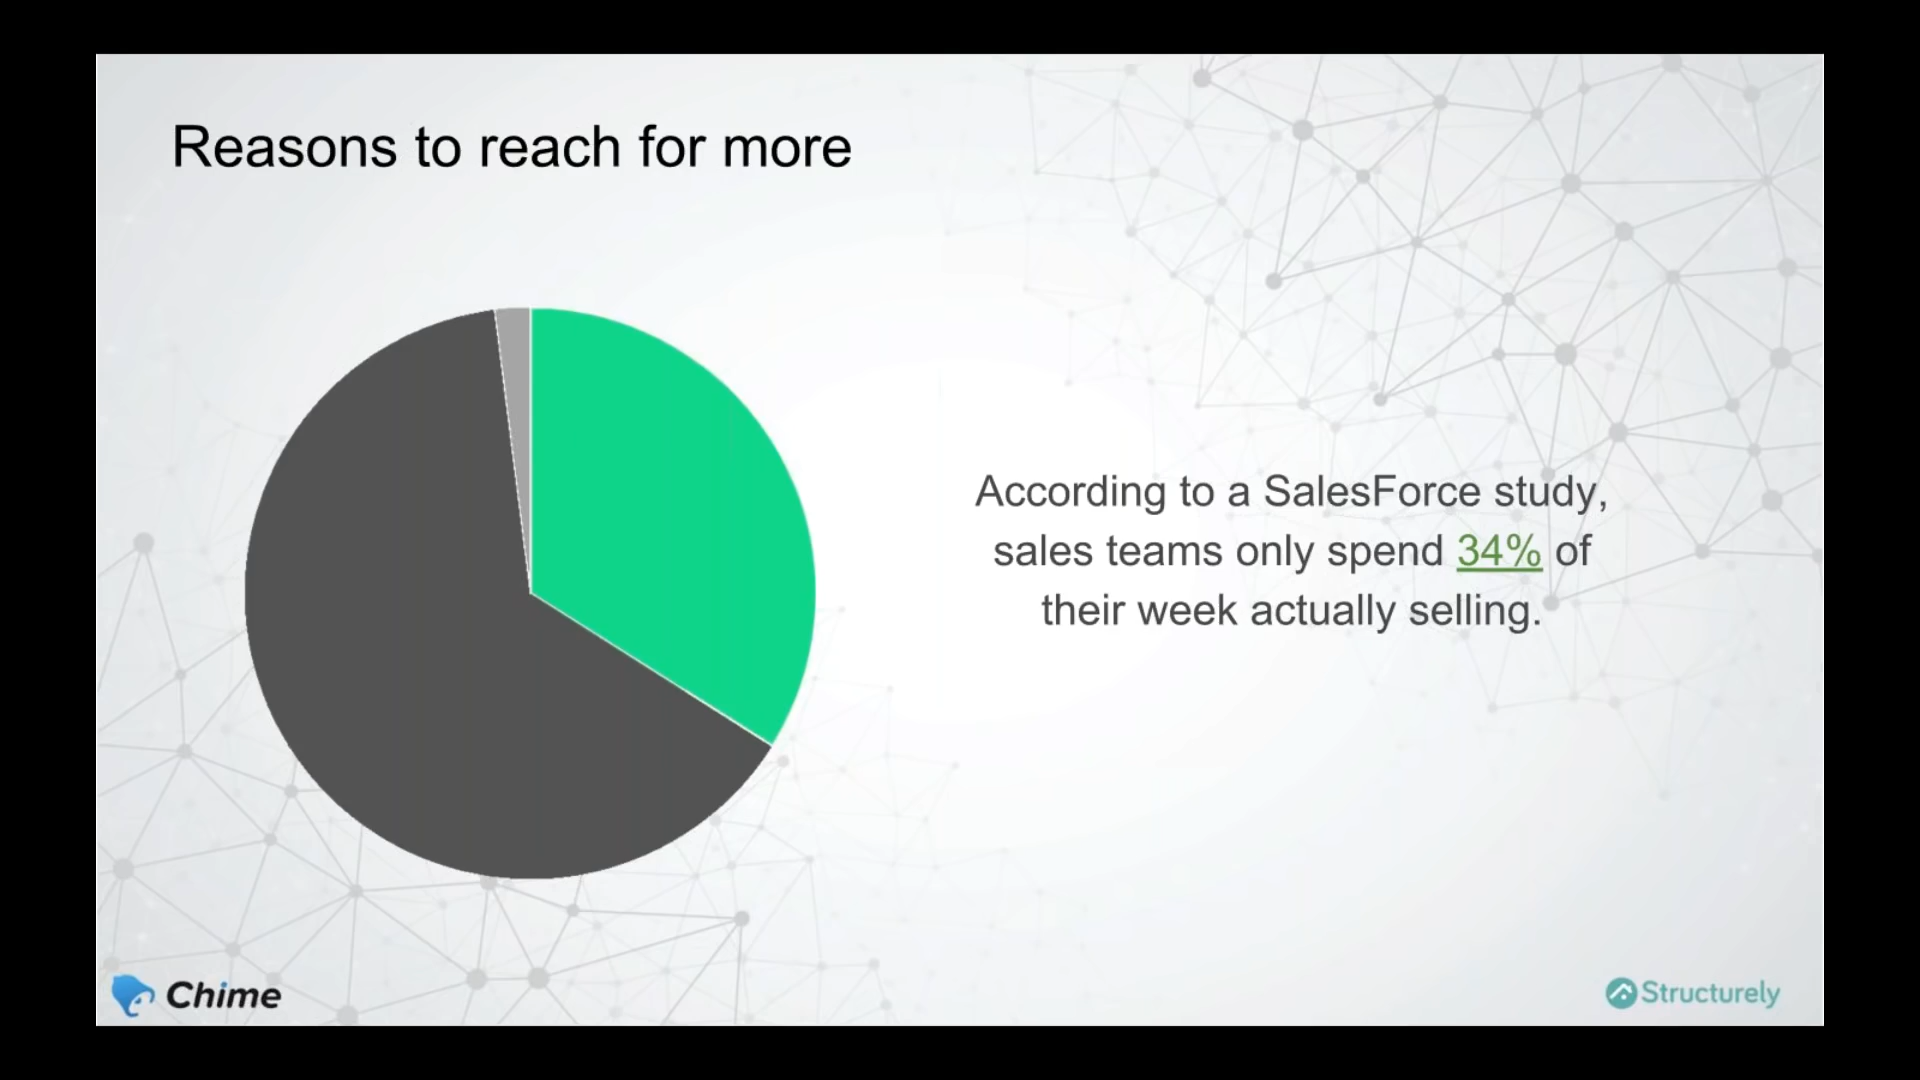 Reasons to reach for more
According to a SalesForce study,
sales teams only spend 34% of
their week actually selling.
Chime
Structurely